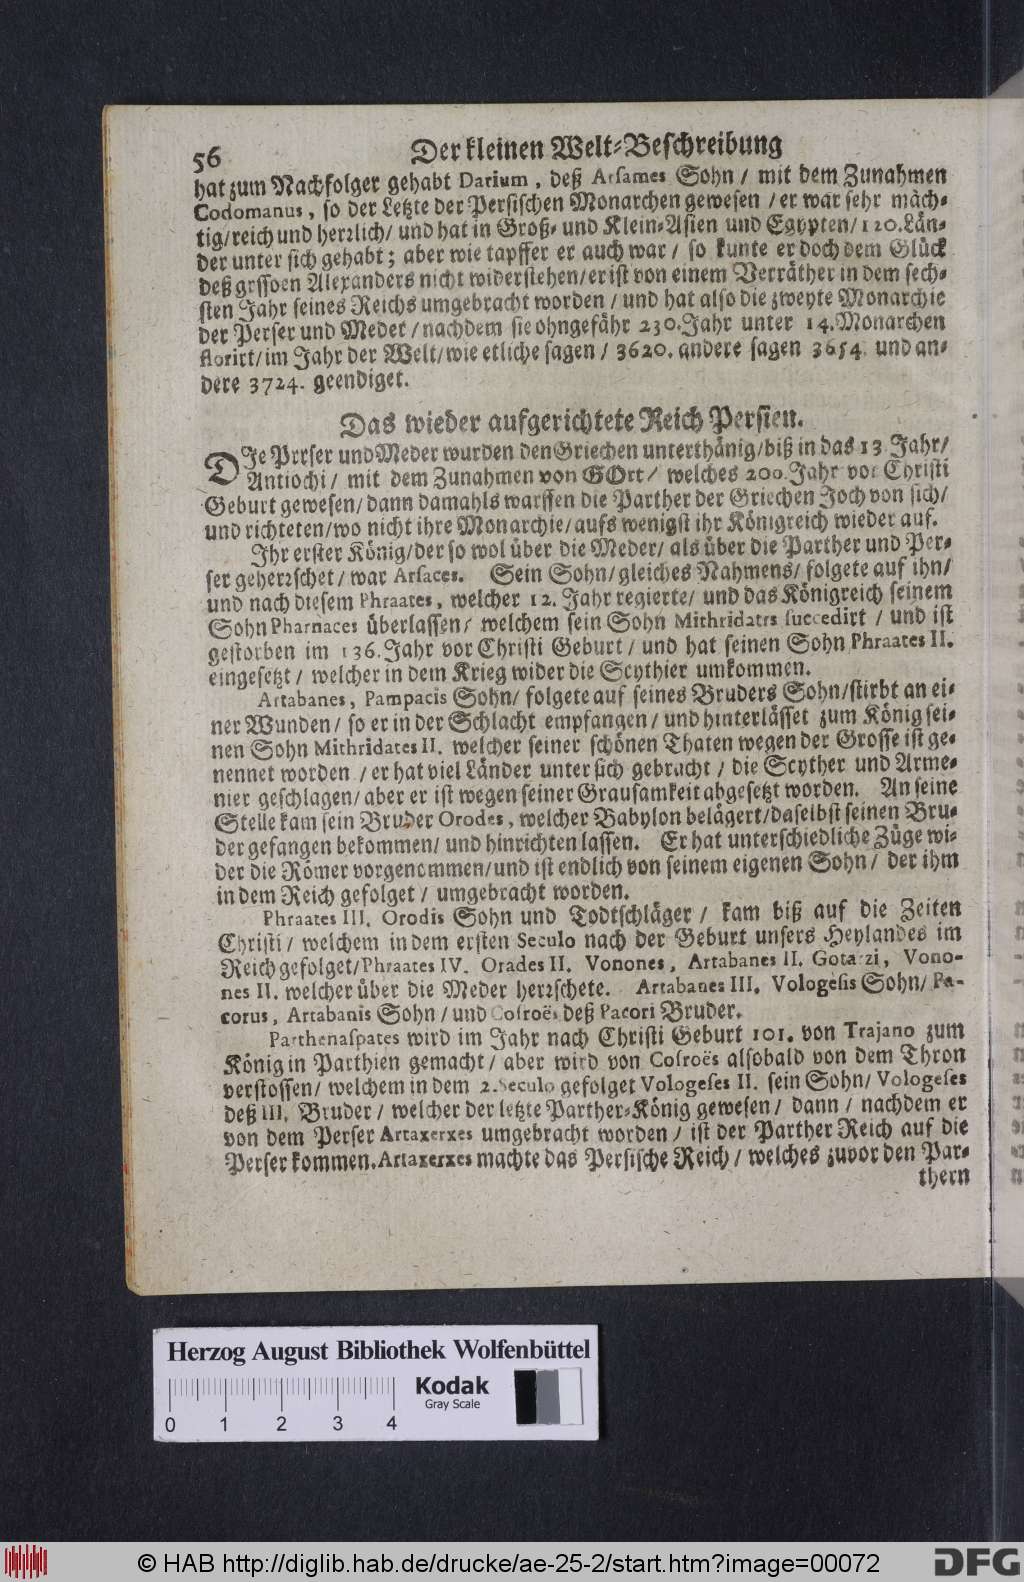 56 Der kleinen Welt-Beschreibung
hat zum Nachfolger gehabt Darium, deß Arsames Sohn / mit dem Zunahmen
Codomanus, so der Letzte der Persischen Monarchen gewesen / er war sehr mäch-
tig/reich und herrlich/ und hat in Groß- und Klein-Asien und Egypten/ 120. Län-
der unter sich gehabt; aber wie tapffer er auch war / so kunte er doch dem Glück
deß grssoen Alexanders nicht widerstehen/er ist von einem Verräther in dem sech-
sten Jahr seines Reichs umgebracht worden / und hat also die zweyte Monarchie
der Perser und Meder / nachdem sie ohngefähr 230. Jahr unter 14. Monarchen
florirt/ im Jahr der Welt/ wie etliche sagen / 3620. andere sagen 3654. und an-
dere 3724. geendiget.
Das wieder aufgerichtete Reich Persien.
DJe Prrser und Meder wurden den Griechen unterthänig/biß in das 13 Jahr/
Antiochi / mit dem Zunahmen von GOtt / welches 200. Jahr vor Christi
Geburt gewesen/ dann damahls warffen die Parther der Griechen Joch von sich/
und richteten/wo nicht ihre Monarchie/ aufs wenigst ihr Königreich wieder auf.
Ihr erster König/der so wol über die Meder/ als über die Parther und Per-
ser geherrschet / war Arsaces. Sein Sohn/ gleiches Nahmens/ folgete auf ihn/
und nach diesem Phraates, welcher 12. Jahr regierte/ und das Königreich seinem
Sohn Pharnaces überlassen/ welchem sein Sohn Mithridates succedirt / und ist
gestorben im 136. Jahr vor Christi Geburt / und hat seinen Sohn Phraates II.
eingesetzt / welcher in dem Krieg wider die Scythier umkommen.
Artabanes, Pampacis Sohn/ folgete auf seines Bruders Sohn/stirbt an ei-
ner Wunden / so er in der Schlacht empfangen / und hinterlässet zum König sei-
nen Sohn Mithridates II. welcher seiner schönen Thaten wegen der Grosse ist ge-
nennet worden / er hat viel Länder unter sich gebracht / die Scyther und Arme-
nier geschlagen/ aber er ist wegen seiner Grausamkeit abgesetzt worden. An seine
Stelle kam sein Bruder Orodes, welcher Babylon belägert/daselbst seinen Bru-
der gefangen bekommen/ und hinrichten lassen. Er hat unterschiedliche Züge wi-
der die Römer vorgenommen/und ist endlich von seinem eigenen Sohn / der ihm
in dem Reich gefolget / umgebracht worden.
Phraates III. Orodis Sohn und Todtschläger / kam biß auf die Zeiten
Christi / welchem in dem ersten Seculo nach der Geburt unsers Heylandes im
Reich gefolget/Phraates IV. Orades II. Vonones, Artabanes II. Gotarzi, Vono-
nes II. welcher über die Meder herrschete. Artabanes III. Vologesis Sohn/ Pa-
corus, Artabanis Sohn / und Cosroës deß Pacori Bruder.
Parthenaspates wird im Jahr nach Christi Geburt 101. von Trajano zum
König in Parthien gemacht / aber wird von Cosroës alsobald von dem Thron
verstossen/ welchem in dem 2. Seculo gefolget Vologeses II. sein Sohn/ Vologeses
deß III. Bruder / welcher der letzte Parther-König gewesen / dann / nachdem er
von dem Perser Artaxerxes umgebracht worden / ist der Parther Reich auf die
Perser kommen. Artaxerxes machte das Persische Reich / welches zuvor den Par-
thern
Herzog August Bibliothek Wolfenbüttel
Kodak
Gray Scale
0 1 2 3 4
© HAB http://diglib.hab.de/drucke/ae-25-2/start.htm?image=00072
DFG